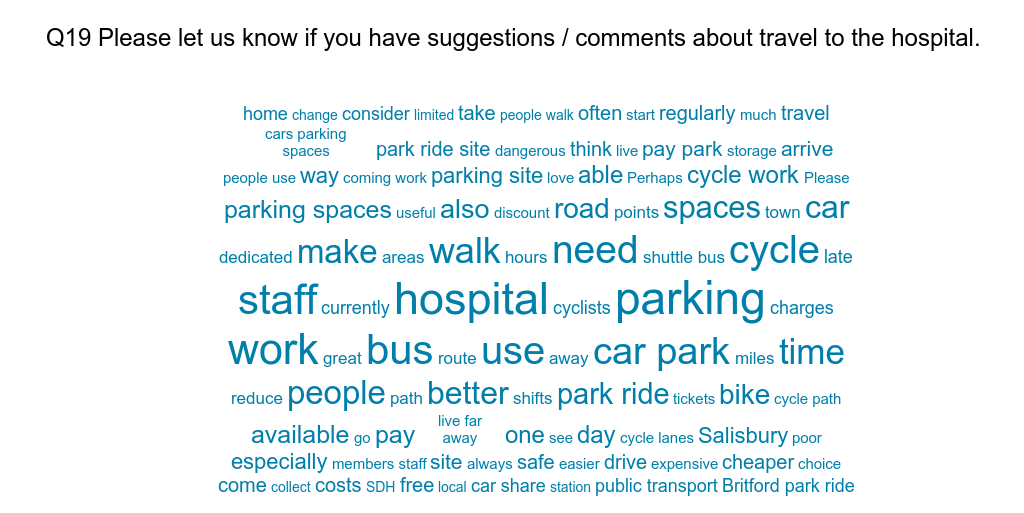 Q19 Please let us know if you have suggestions / comments about travel to the hospital.
home change consider limited take people walk often start regularly much travel
cars parking
spaces park ride site dangerous think live pay park storage arrive
people use way coming work parking site love able Perhaps cycle work Please
parking spaces useful also discount road points spaces town car
dedicated make areas walk hours need shuttle bus cycle late
staff currently hospital cyclists parking charges
work great bus route use away car park miles time
reduce people path better shifts park ride tickets bike cycle path
live far
available go pay away one see day cycle lanes Salisbury poor
especially members staff site always safe easier drive expensive cheaper choice
come collect costs SDH free local car share station public transport Britford park ride